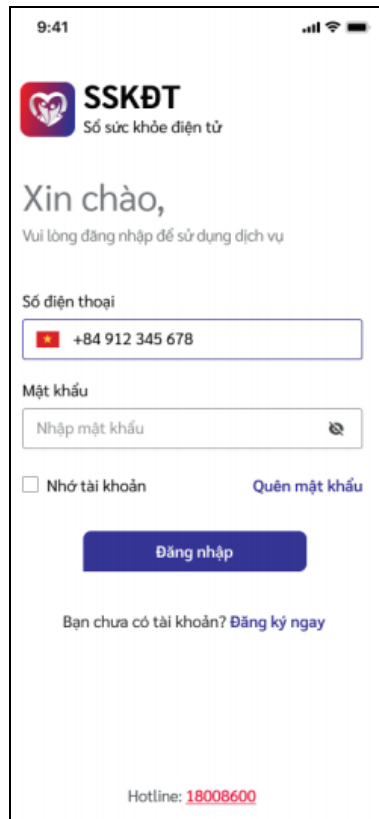 9:41
SSKĐT
Sổ sức khỏe điện tử
Xin chào,
Vui lòng đăng nhập để sử dụng dịch vụ
Số điện thoại
+84 912 345 678
Mật khẩu
Nhập mật khẩu
Nhớ tài khoản Quên mật khẩu
Đăng nhập
Bạn chưa có tài khoản? Đăng ký ngay
Hotline: 18008600